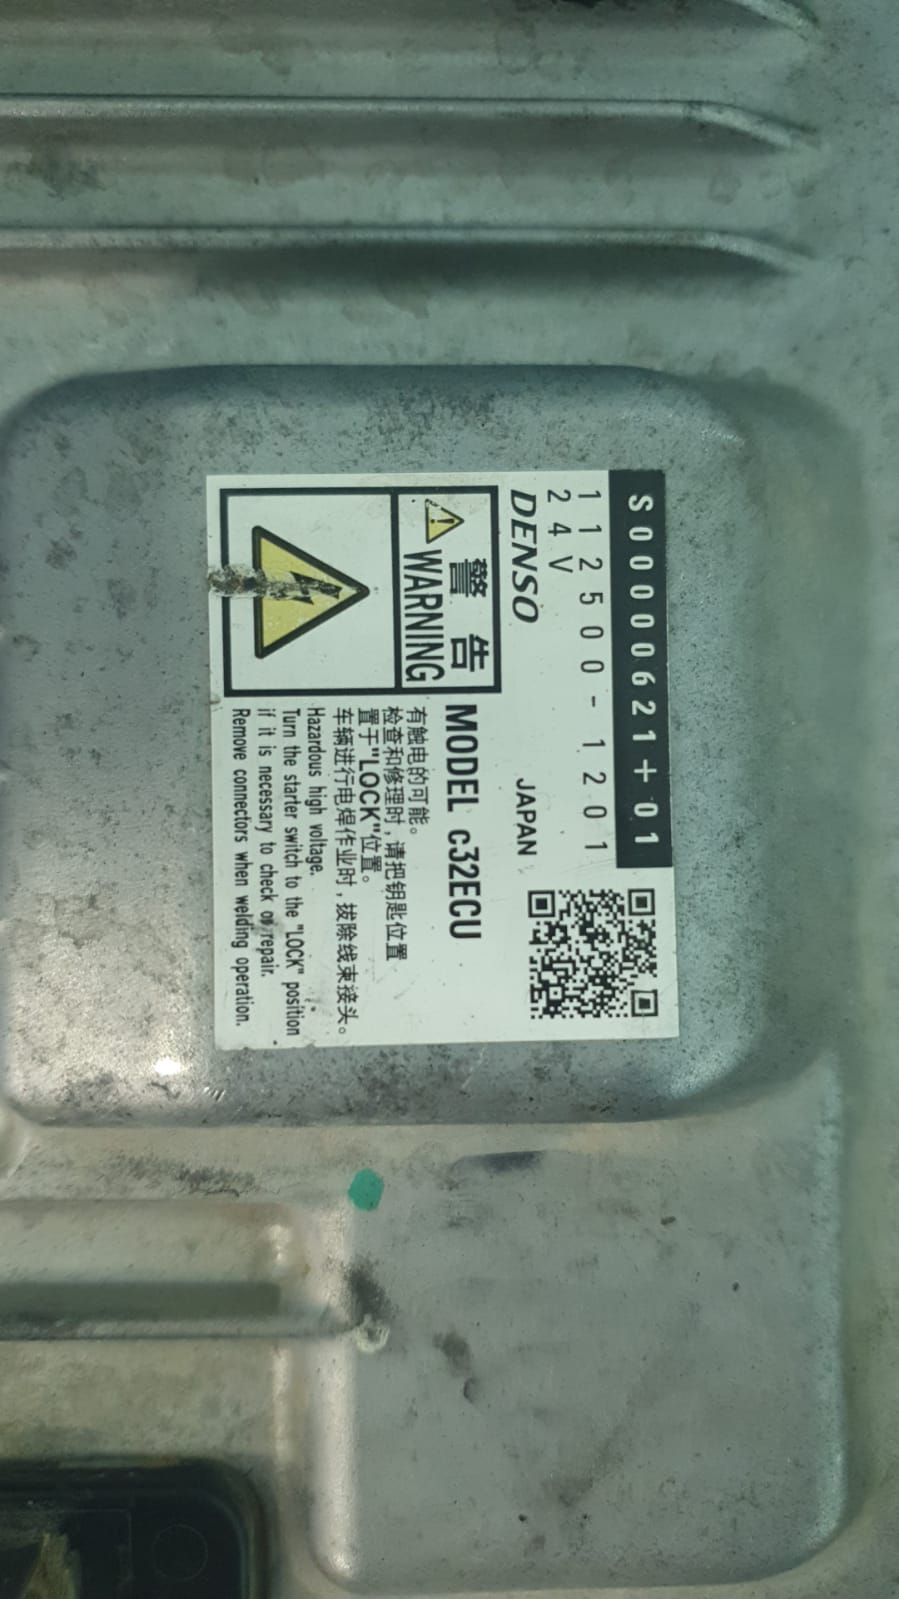 S00000621+01
112500-1201
24V
DENSO JAPAN
警告
WARNING
MODEL c32ECU
有触电的可能。
检查和修理时,请把钥匙位置
置于"LOCK"位置。
车辆进行电焊作业时,拔除线束接头。
Hazardous high voltage.
Turn the starter switch to the "LOCK" position
if it is necessary to check or repair.
Remove connectors when welding operation.